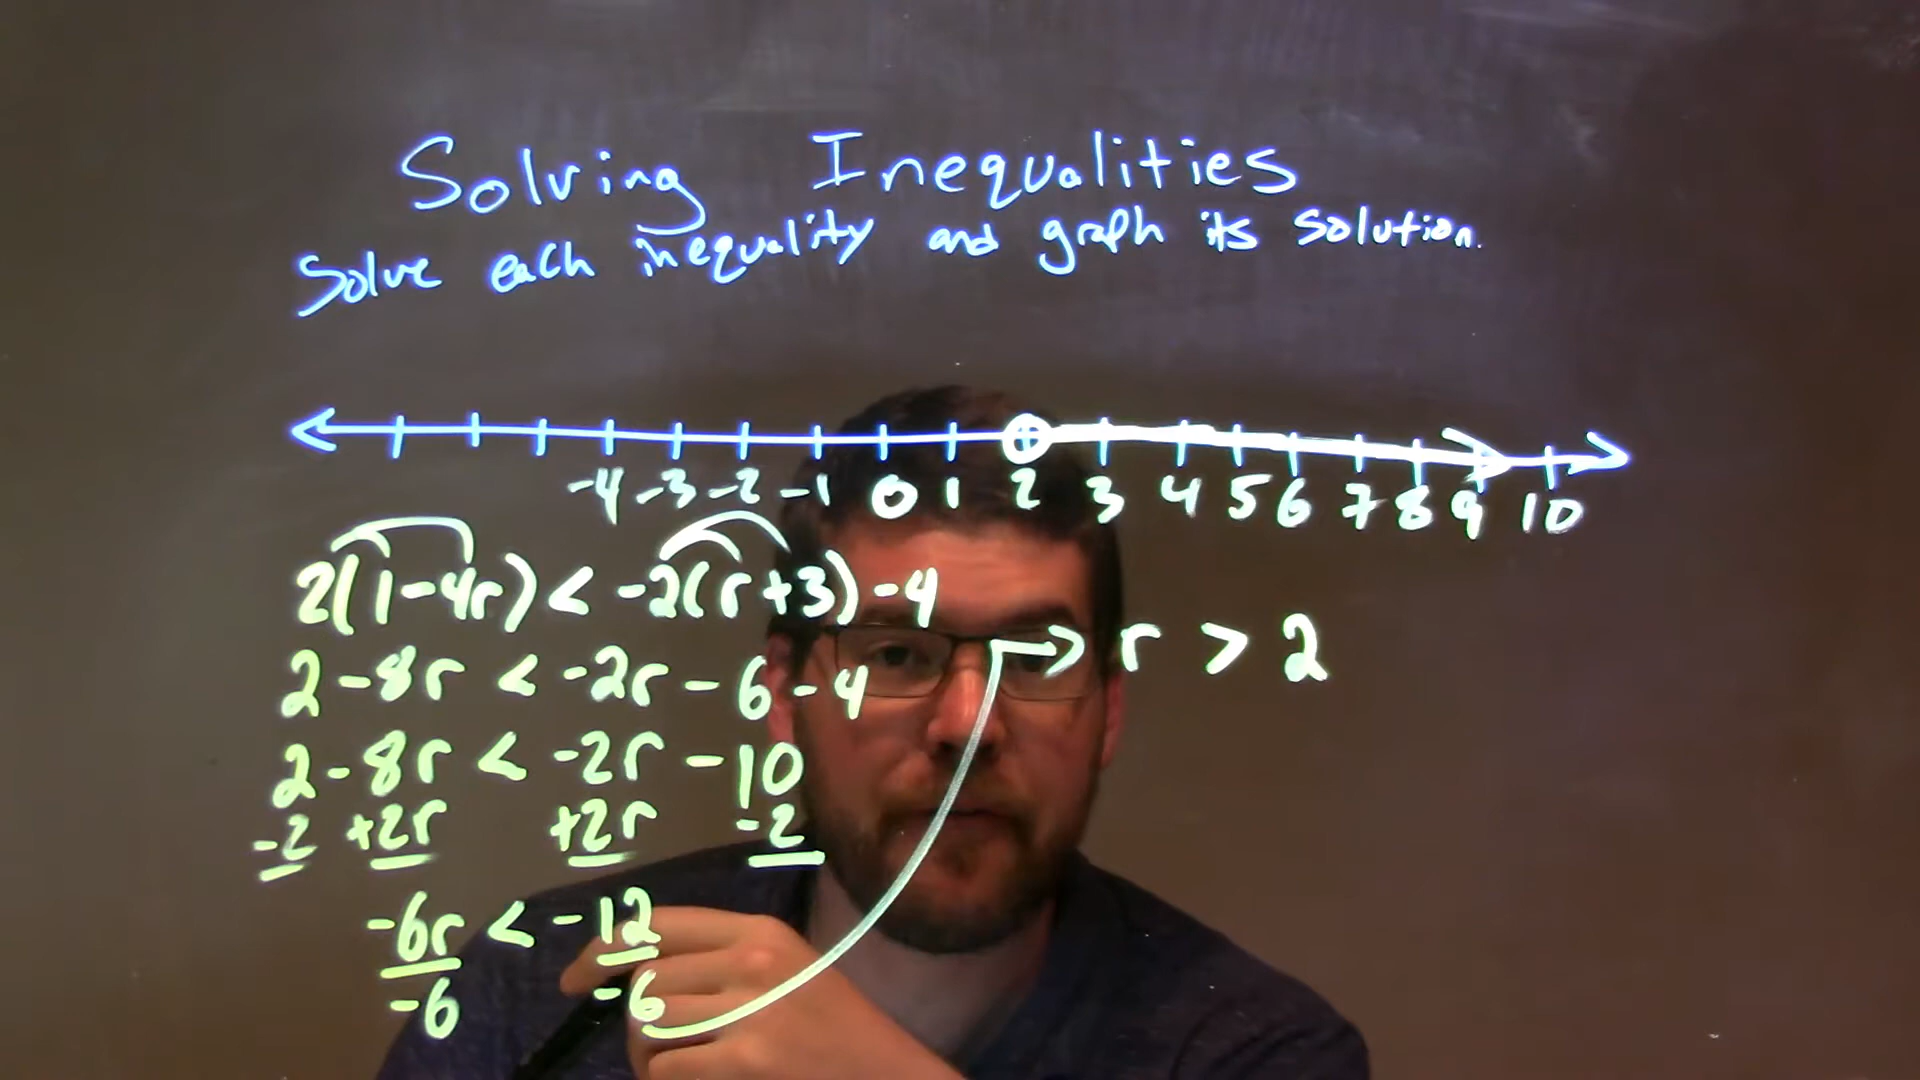 Solving Inequalities
Solve each inequality and graph its solution.
-4 -3 -2 -1 0 1 2 3 4 5 6 7 8 9 10
2(1-4r) < -2(r+3)-4
r > 2
2-8r < -2r-6-4
2-8r < -2r-10
-2 +2r +2r -2
-6r < -12
-6 -6